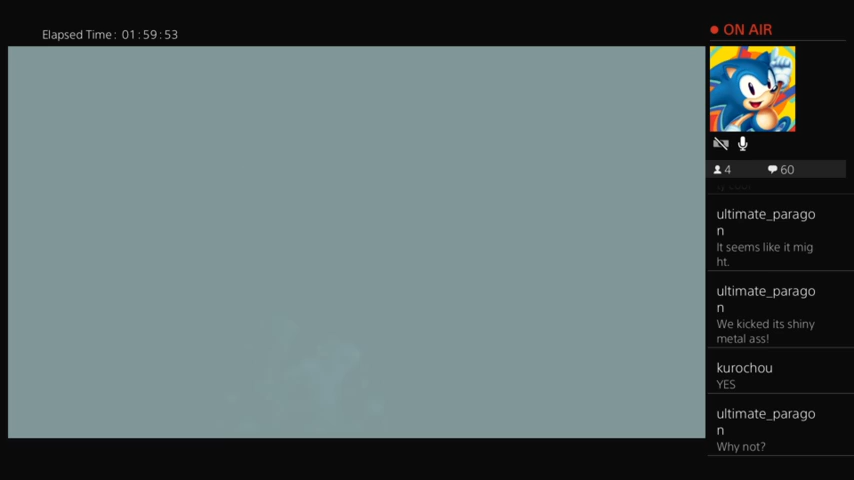 Elapsed Time: 01:59:53
ON AIR
4 60
ultimate_parago
n
It seems like it mig
ht.
ultimate_parago
n
We kicked its shiny
metal ass!
kurochou
YES
ultimate_parago
n
Why not?